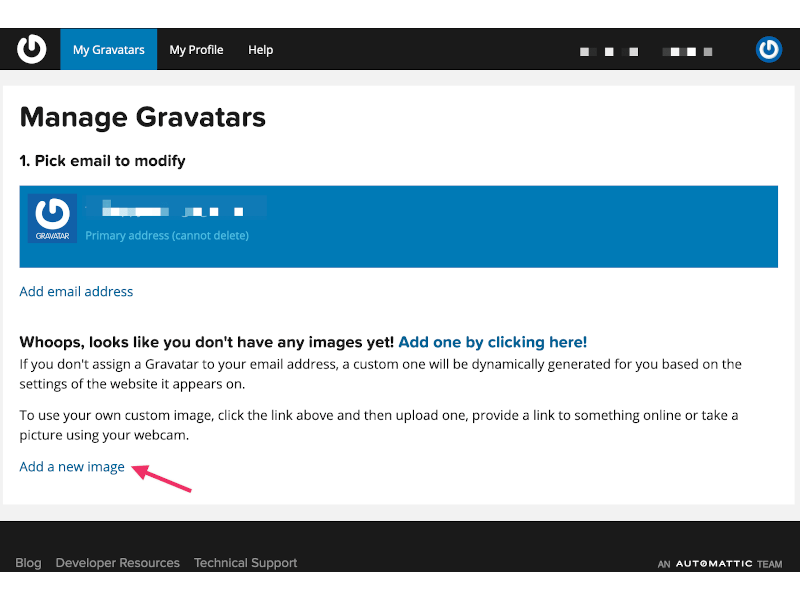 My Gravatars My Profile Help
Manage Gravatars
1. Pick email to modify
GRAVATAR
Primary address (cannot delete)
Add email address
Whoops, looks like you don't have any images yet! Add one by clicking here!
If you don't assign a Gravatar to your email address, a custom one will be dynamically generated for you based on the
settings of the website it appears on.
To use your own custom image, click the link above and then upload one, provide a link to something online or take a
picture using your webcam.
Add a new image
Blog Developer Resources Technical Support AN AUTOMATTIC TEAM